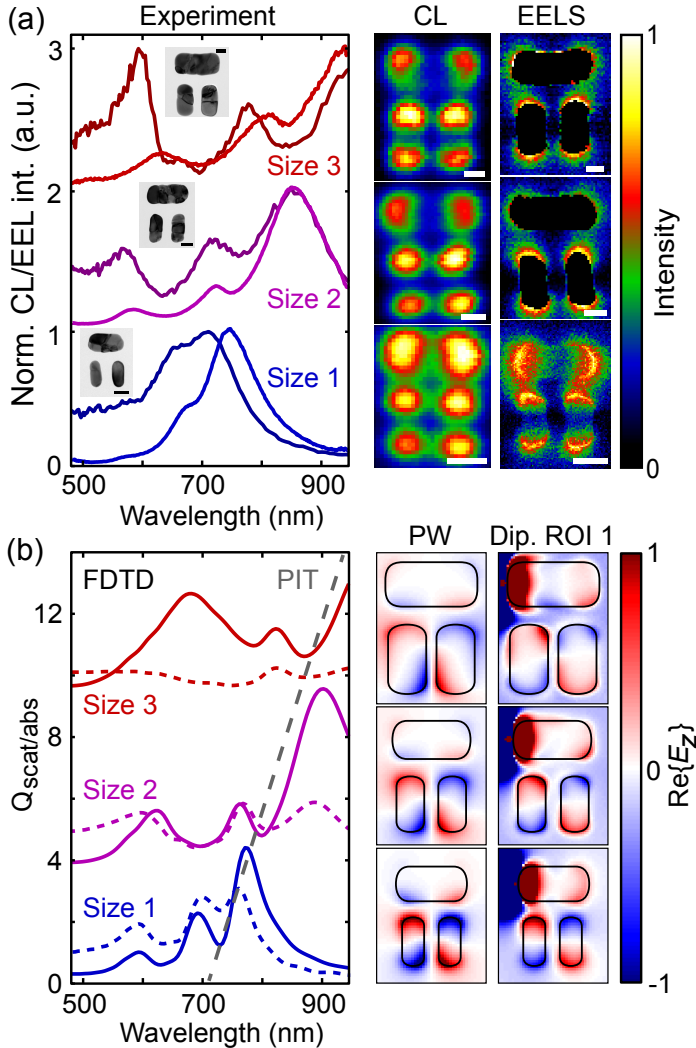 (a) Experiment CL EELS
Norm. CL/EEL int. (a.u.)
3
2
1
0
Size 3
Size 2
Size 1
500 700 900
Wavelength (nm)
1
Intensity
0
(b) PW Dip. ROI 1
FDTD PIT
Q_scat/abs
12
8
4
0
Size 3
Size 2
Size 1
500 700 900
Wavelength (nm)
1
0
-1
Re{E_z}